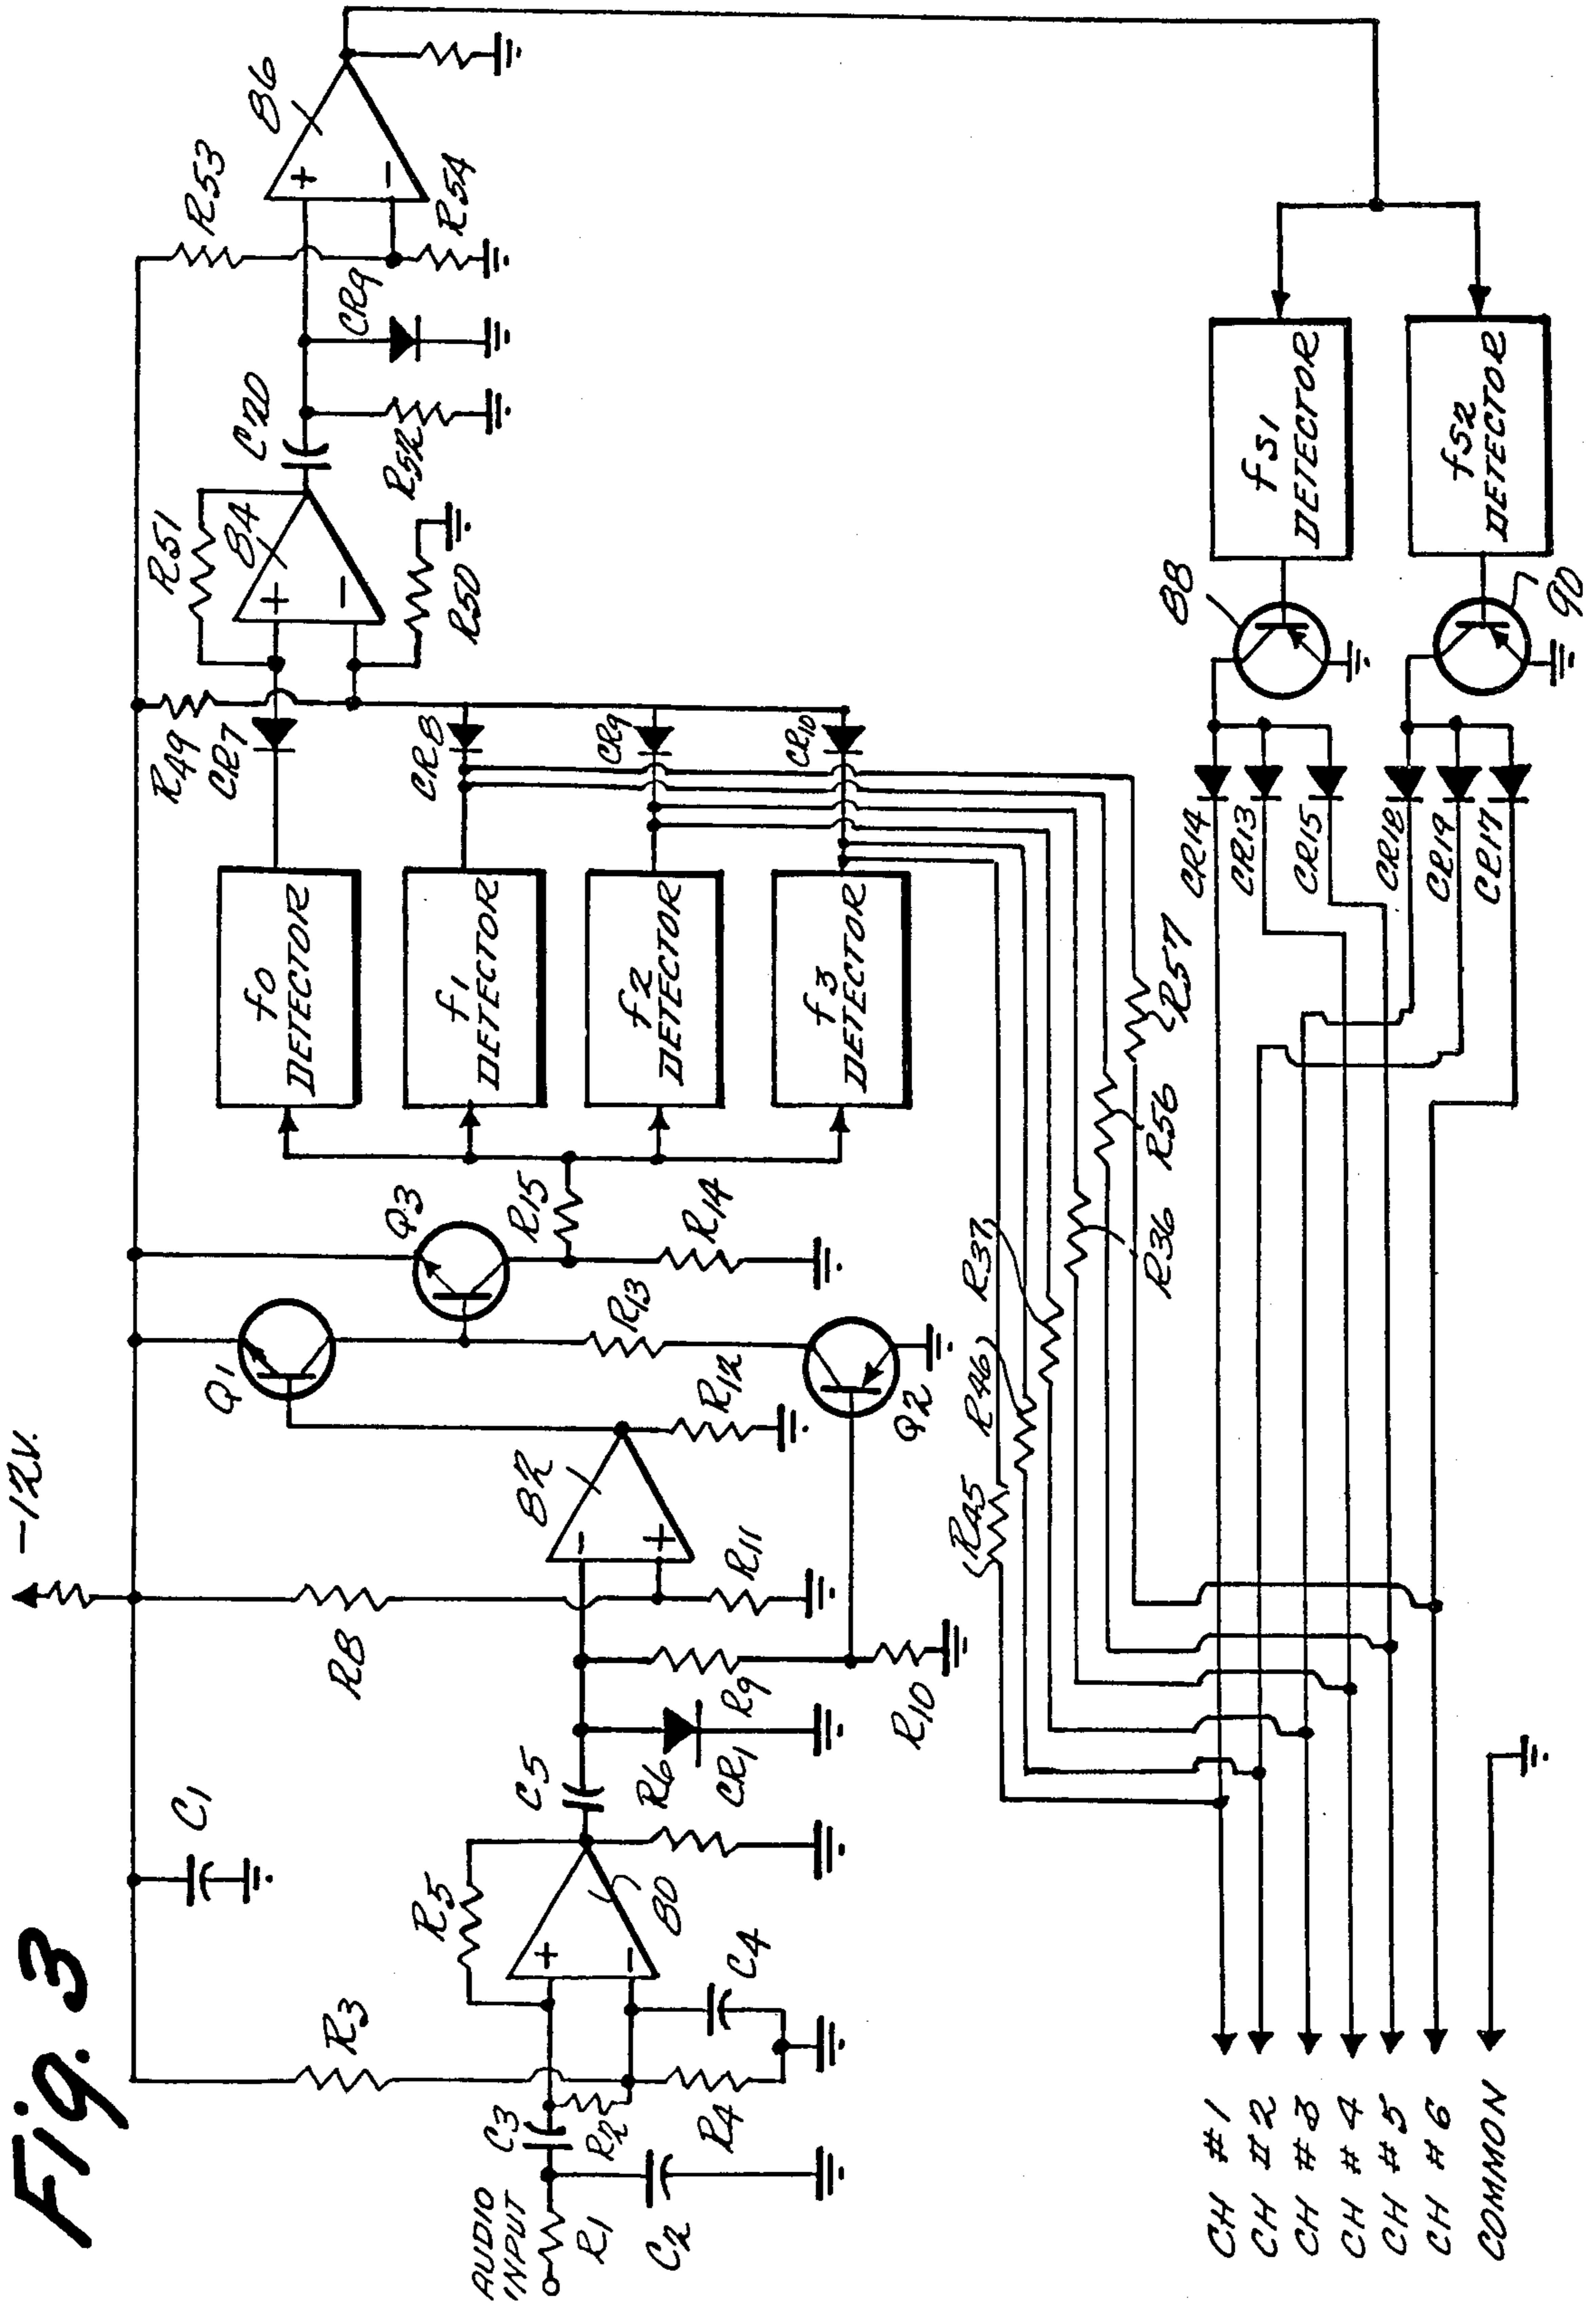 Fig. 3
-12V.
C1
R3
R8
R5
80
C3
R2
R4
C4
AUDIO
INPUT
R1
C2
C5
R6
CR1
R9
R10
R11
82
R12
Q1
Q2
Q3
R13
R14
R15
f0
DETECTOR
f1
DETECTOR
f2
DETECTOR
f3
DETECTOR
R49
CR7
CR8
CR9
CR10
R51
84
R50
C20
R52
CR9
R53
R54
86
R45
R46
R37
R36
R56
R57
fS1
DETECTOR
fS2
DETECTOR
88
90
CR14
CR13
CR15
CR18
CR19
CR17
CH #1
CH #2
CH #3
CH #4
CH #5
CH #6
COMMON